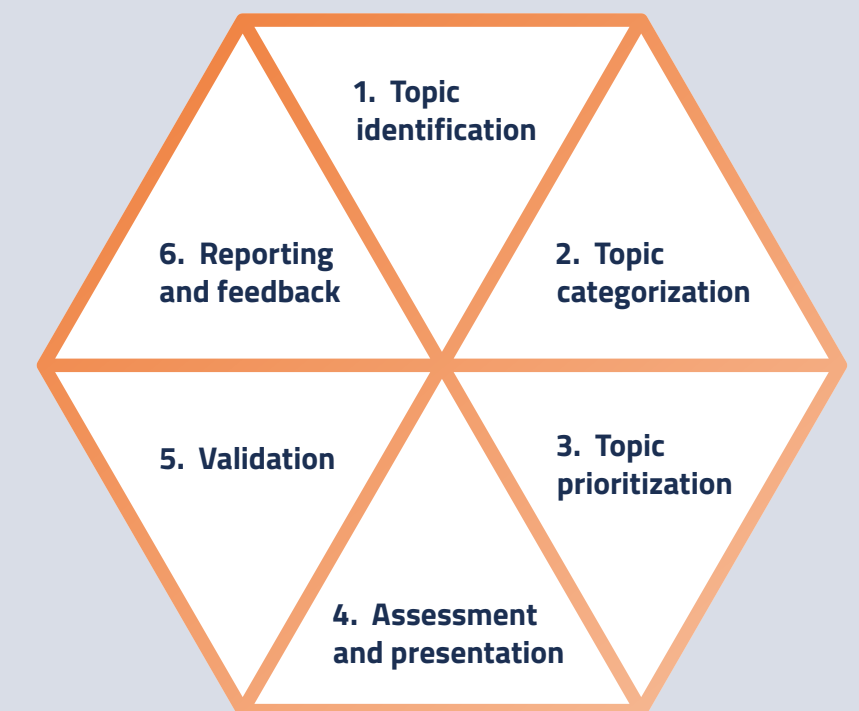 1. Topic
identification
2. Topic
categorization
3. Topic
prioritization
4. Assessment
and presentation
5. Validation
6. Reporting
and feedback